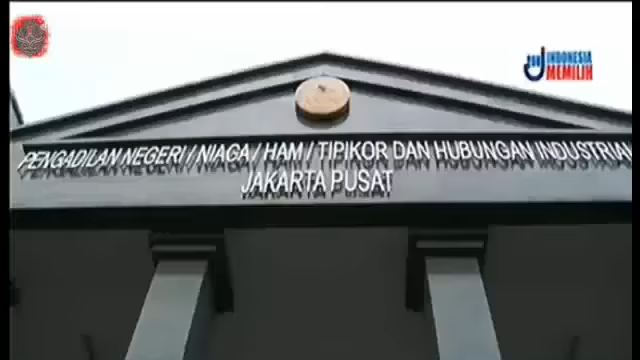 INDONESIA
MEMILIH
PENGADILAN NEGERI / NIAGA / HAM / TIPIKOR DAN HUBUNGAN INDUSTRIAL
JAKARTA PUSAT